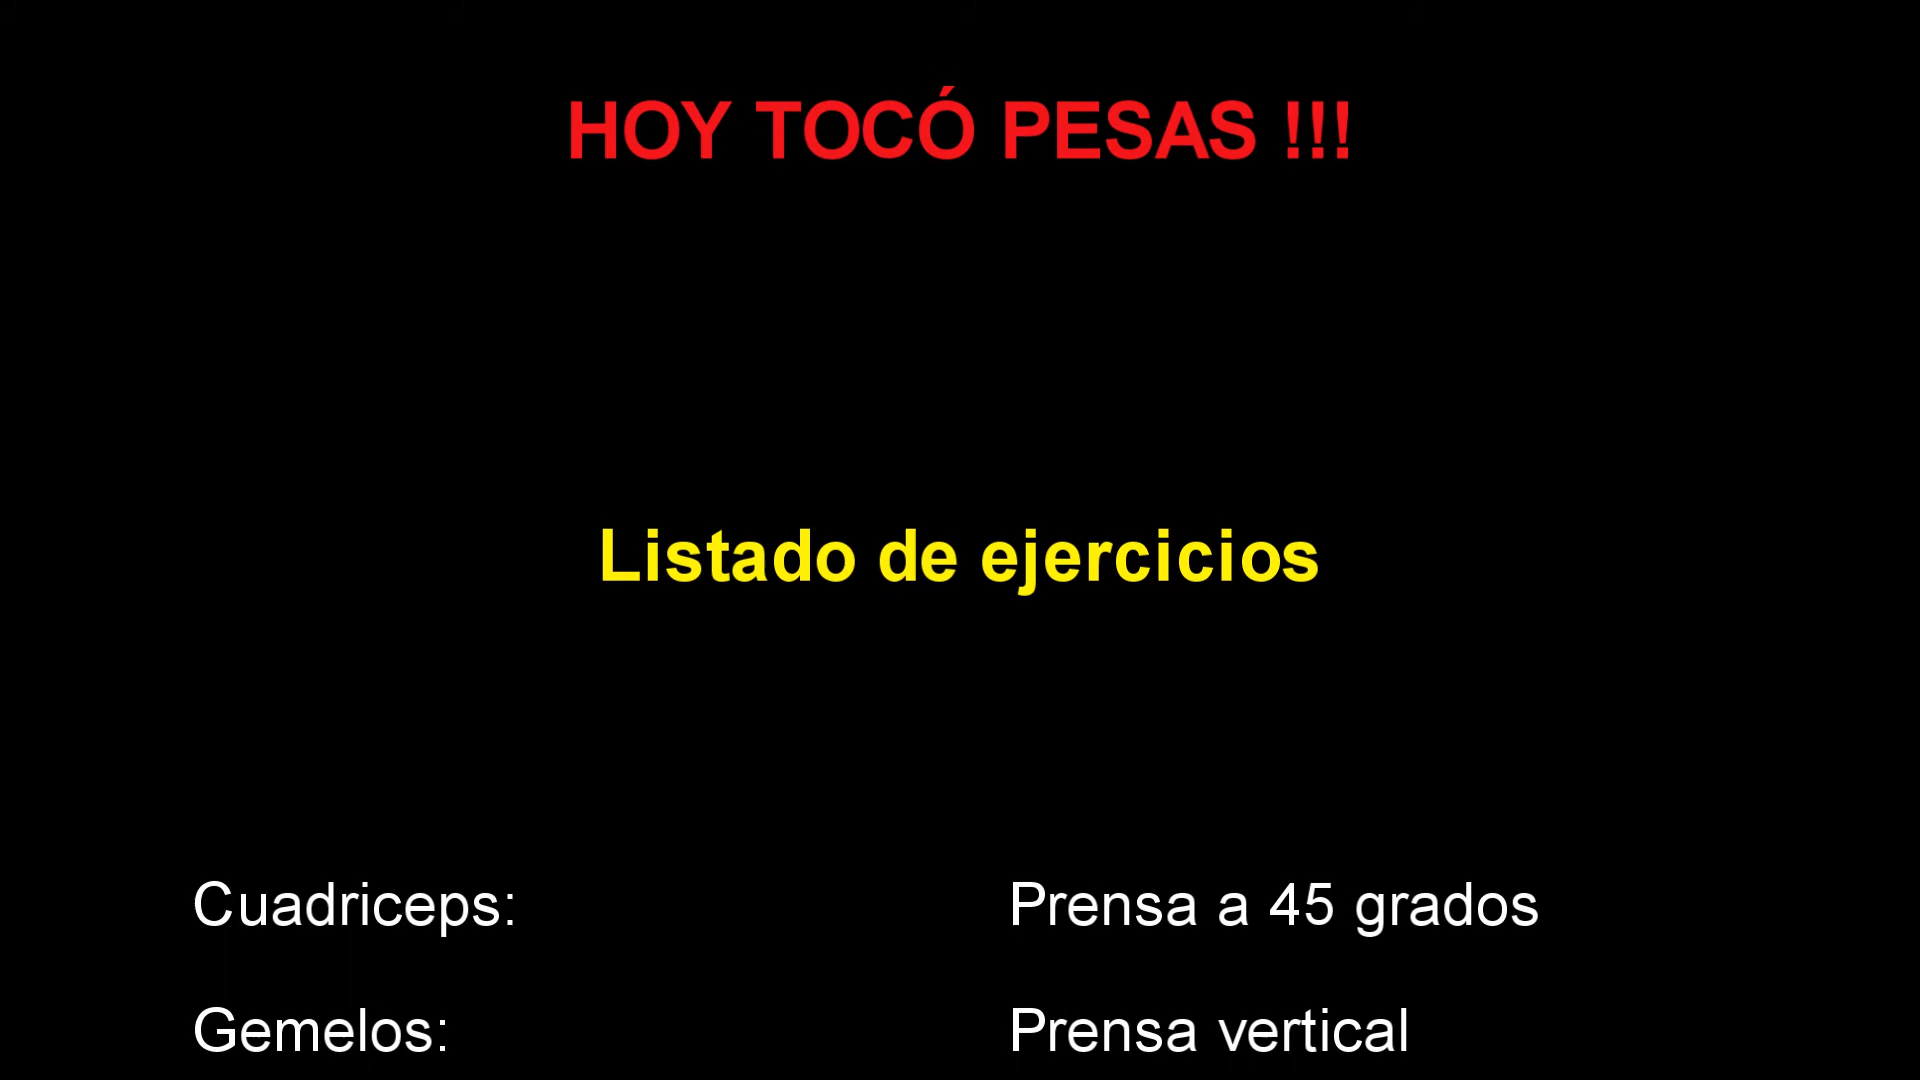 HOY TOCÓ PESAS !!!
Listado de ejercicios
Cuadriceps: Prensa a 45 grados
Gemelos: Prensa vertical